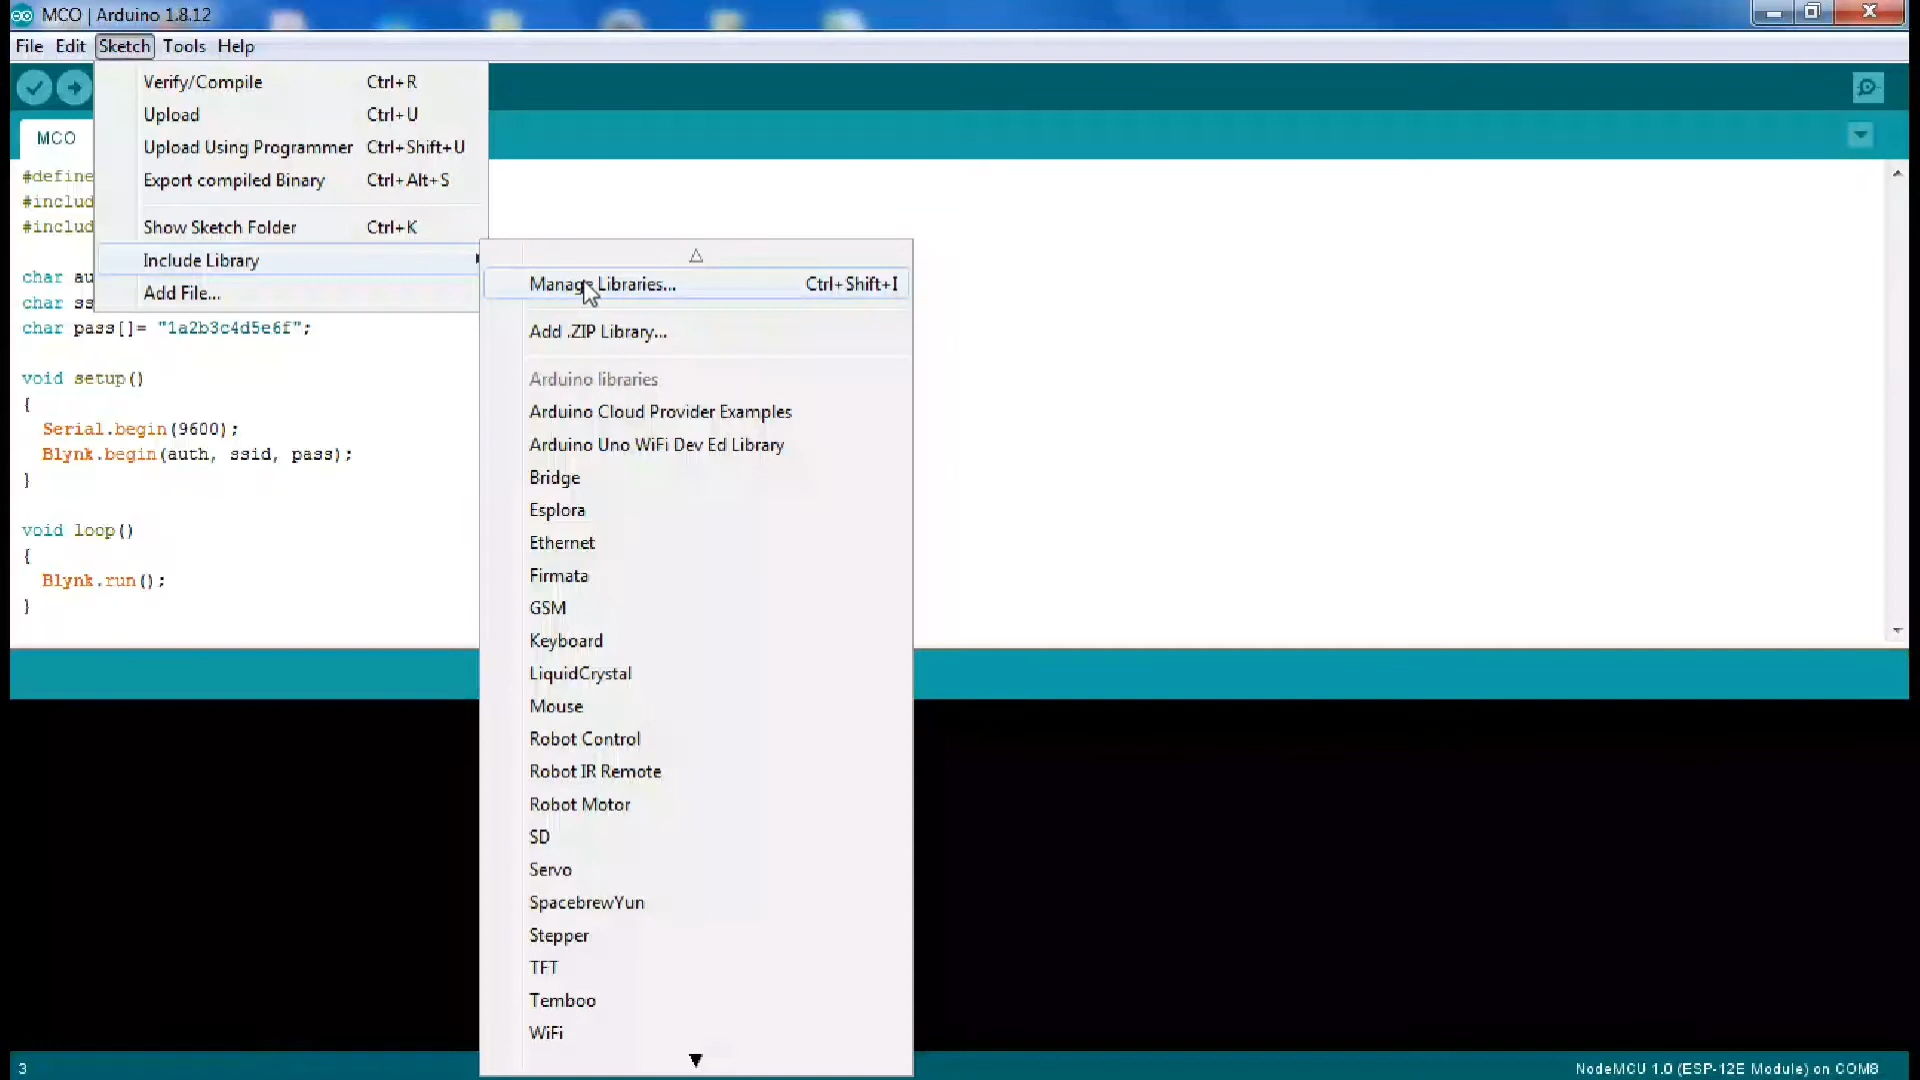 MCO | Arduino 1.8.12
File Edit Sketch Tools Help
Verify/Compile Ctrl+R
Upload Ctrl+U
Upload Using Programmer Ctrl+Shift+U
Export compiled Binary Ctrl+Alt+S
Show Sketch Folder Ctrl+K
Include Library
Add File...
Manage Libraries... Ctrl+Shift+I
Add .ZIP Library...
Arduino libraries
Arduino Cloud Provider Examples
Arduino Uno WiFi Dev Ed Library
Bridge
Esplora
Ethernet
Firmata
GSM
Keyboard
LiquidCrystal
Mouse
Robot Control
Robot IR Remote
Robot Motor
SD
Servo
SpacebrewYun
Stepper
TFT
Temboo
WiFi
MCO
#define
#includ
#includ
char au
char ss
char pass[]= "1a2b3c4d5e6f";
void setup()
{
Serial.begin(9600);
Blynk.begin(auth, ssid, pass);
}
void loop()
{
Blynk.run();
}
3
NodeMCU 1.0 (ESP-12E Module) on COM8